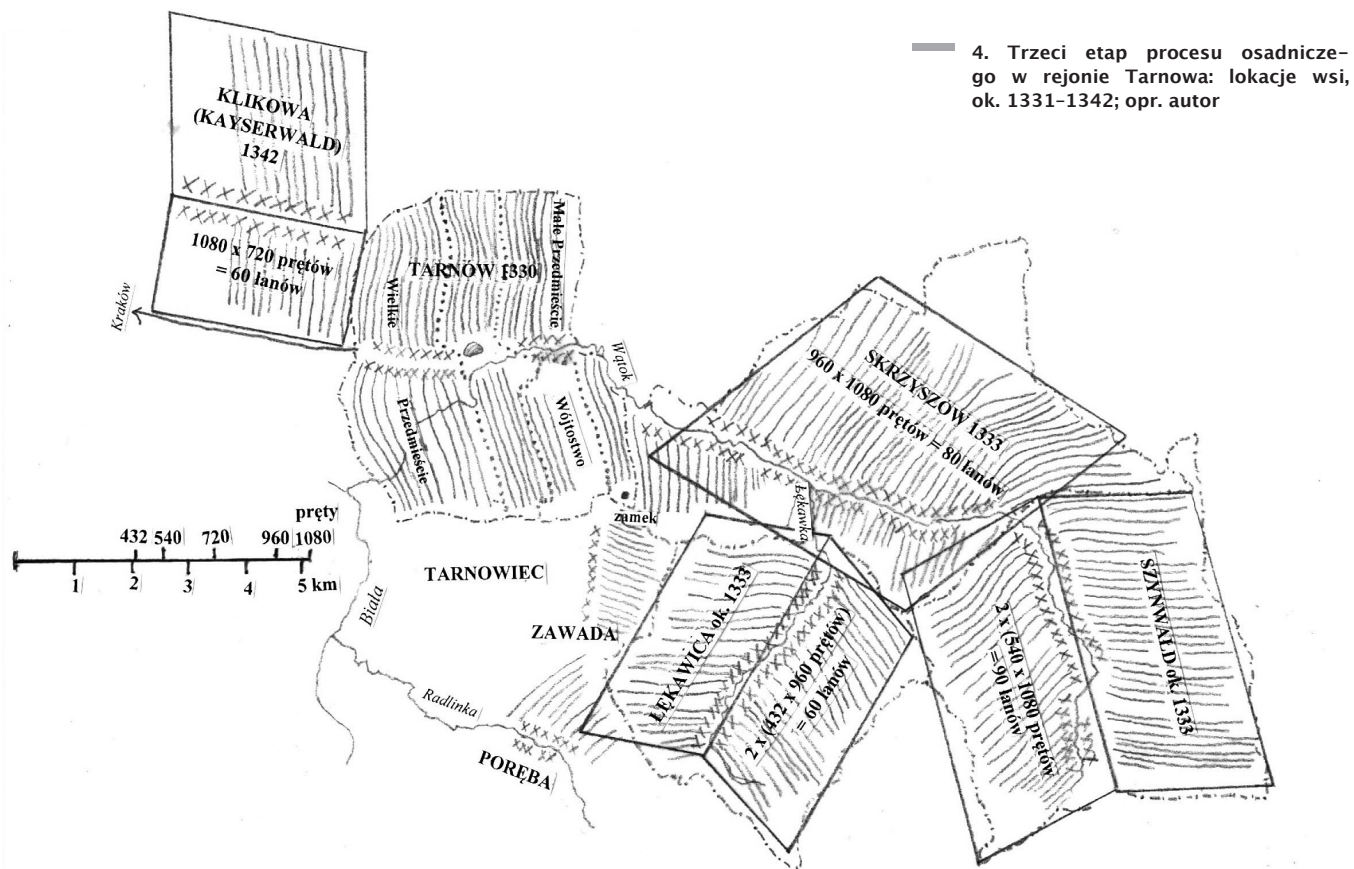 4. Trzeci etap procesu osadnicze-
go w rejonie Tarnowa: lokacje wsi,
ok. 1331–1342; opr. autor
KLIKOWA
(KAYSERWALD)
1342
1080 x 720 prętów
= 60 łanów
Kraków
TARNÓW 1330
Wielkie
Małe Przedmieście
Przedmieście
Wójtostwo
Wątok
zamek
SKRZYSZÓW 1333
960 x 1080 prętów = 80 łanów
Łękawka
pręty
432 540 720 960 1080
1 2 3 4 5 km
TARNOWIEC
Biała
ZAWADA
Radlinka
PORĘBA
ŁĘKAWICA ok. 1333
2 x (432 x 960 prętów)
= 60 łanów
2 x (540 x 1080 prętów
= 90 łanów
SZYNWAŁD ok. 1333